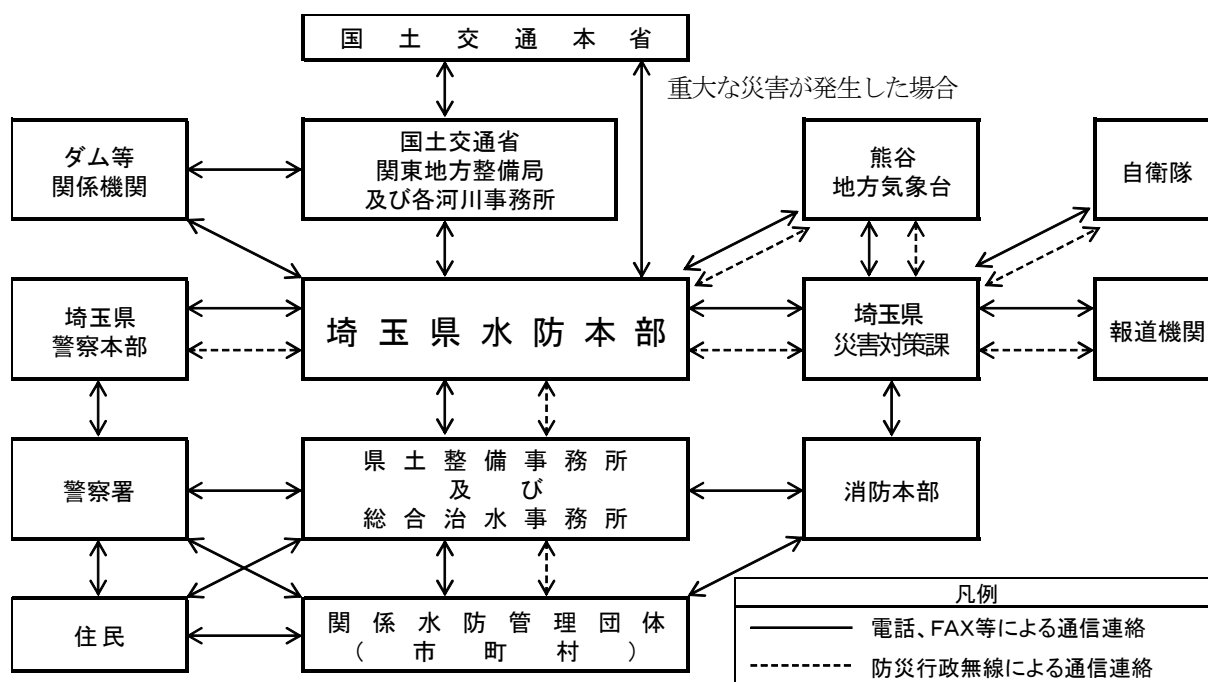 国土交通本省
重大な災害が発生した場合
ダム等
関係機関
国土交通省
関東地方整備局
及び各河川事務所
熊谷
地方気象台
自衛隊
埼玉県
警察本部
埼玉県水防本部
埼玉県
災害対策課
報道機関
警察署
県土整備事務所
及び
総合治水事務所
消防本部
住民
関係水防管理団体
(市町村)
凡例
電話、FAX等による通信連絡
防災行政無線による通信連絡